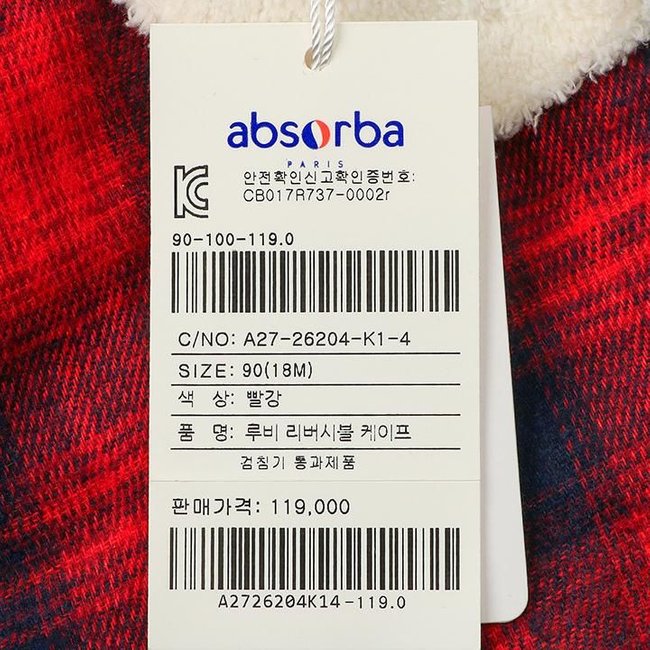 absorba
PARIS
안전확인신고확인증번호:
CB017R737-0002r
KC
90-100-119.0
C/NO: A27-26204-K1-4
SIZE: 90(18M)
색 상: 빨강
품 명: 루비 리버시블 케이프
검침기 통과제품
판매가격: 119,000
A2726204K14-119.0